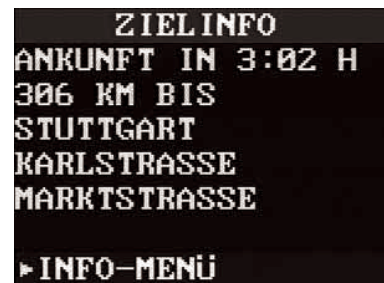 ZIELINFO
ANKUNFT IN 3:02 H
306 KM BIS
STUTTGART
KARLSTRASSE
MARKTSTRASSE
▸INFO-MENÜ